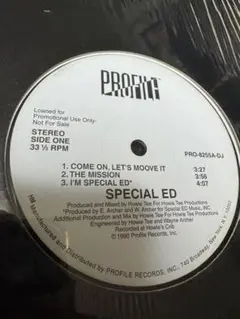 PROFILE
Loaned for
Promotional Use Only-
Not For Sale
STEREO
SIDE ONE
33 ⅓ RPM
PRO-8255A-DJ
1. COME ON, LET'S MOOVE IT 3:27
2. THE MISSION 3:56
3. I'M SPECIAL ED* 4:07
SPECIAL ED
Produced and Mixed by Howie Tee For Howie Tee Productions
*Produced by E. Archer and W. Archer for Special ED Music, INC.
Additional Production and Mix by Howie Tee For Howie Tee Productions
Engineered by Howie Tee and Wayne Archer
Recorded at Howie's Crib
© 1990 Profile Records, Inc.
Manufactured and Distributed by PROFILE RECORDS, INC., 740 Broadway, New York, N.Y.